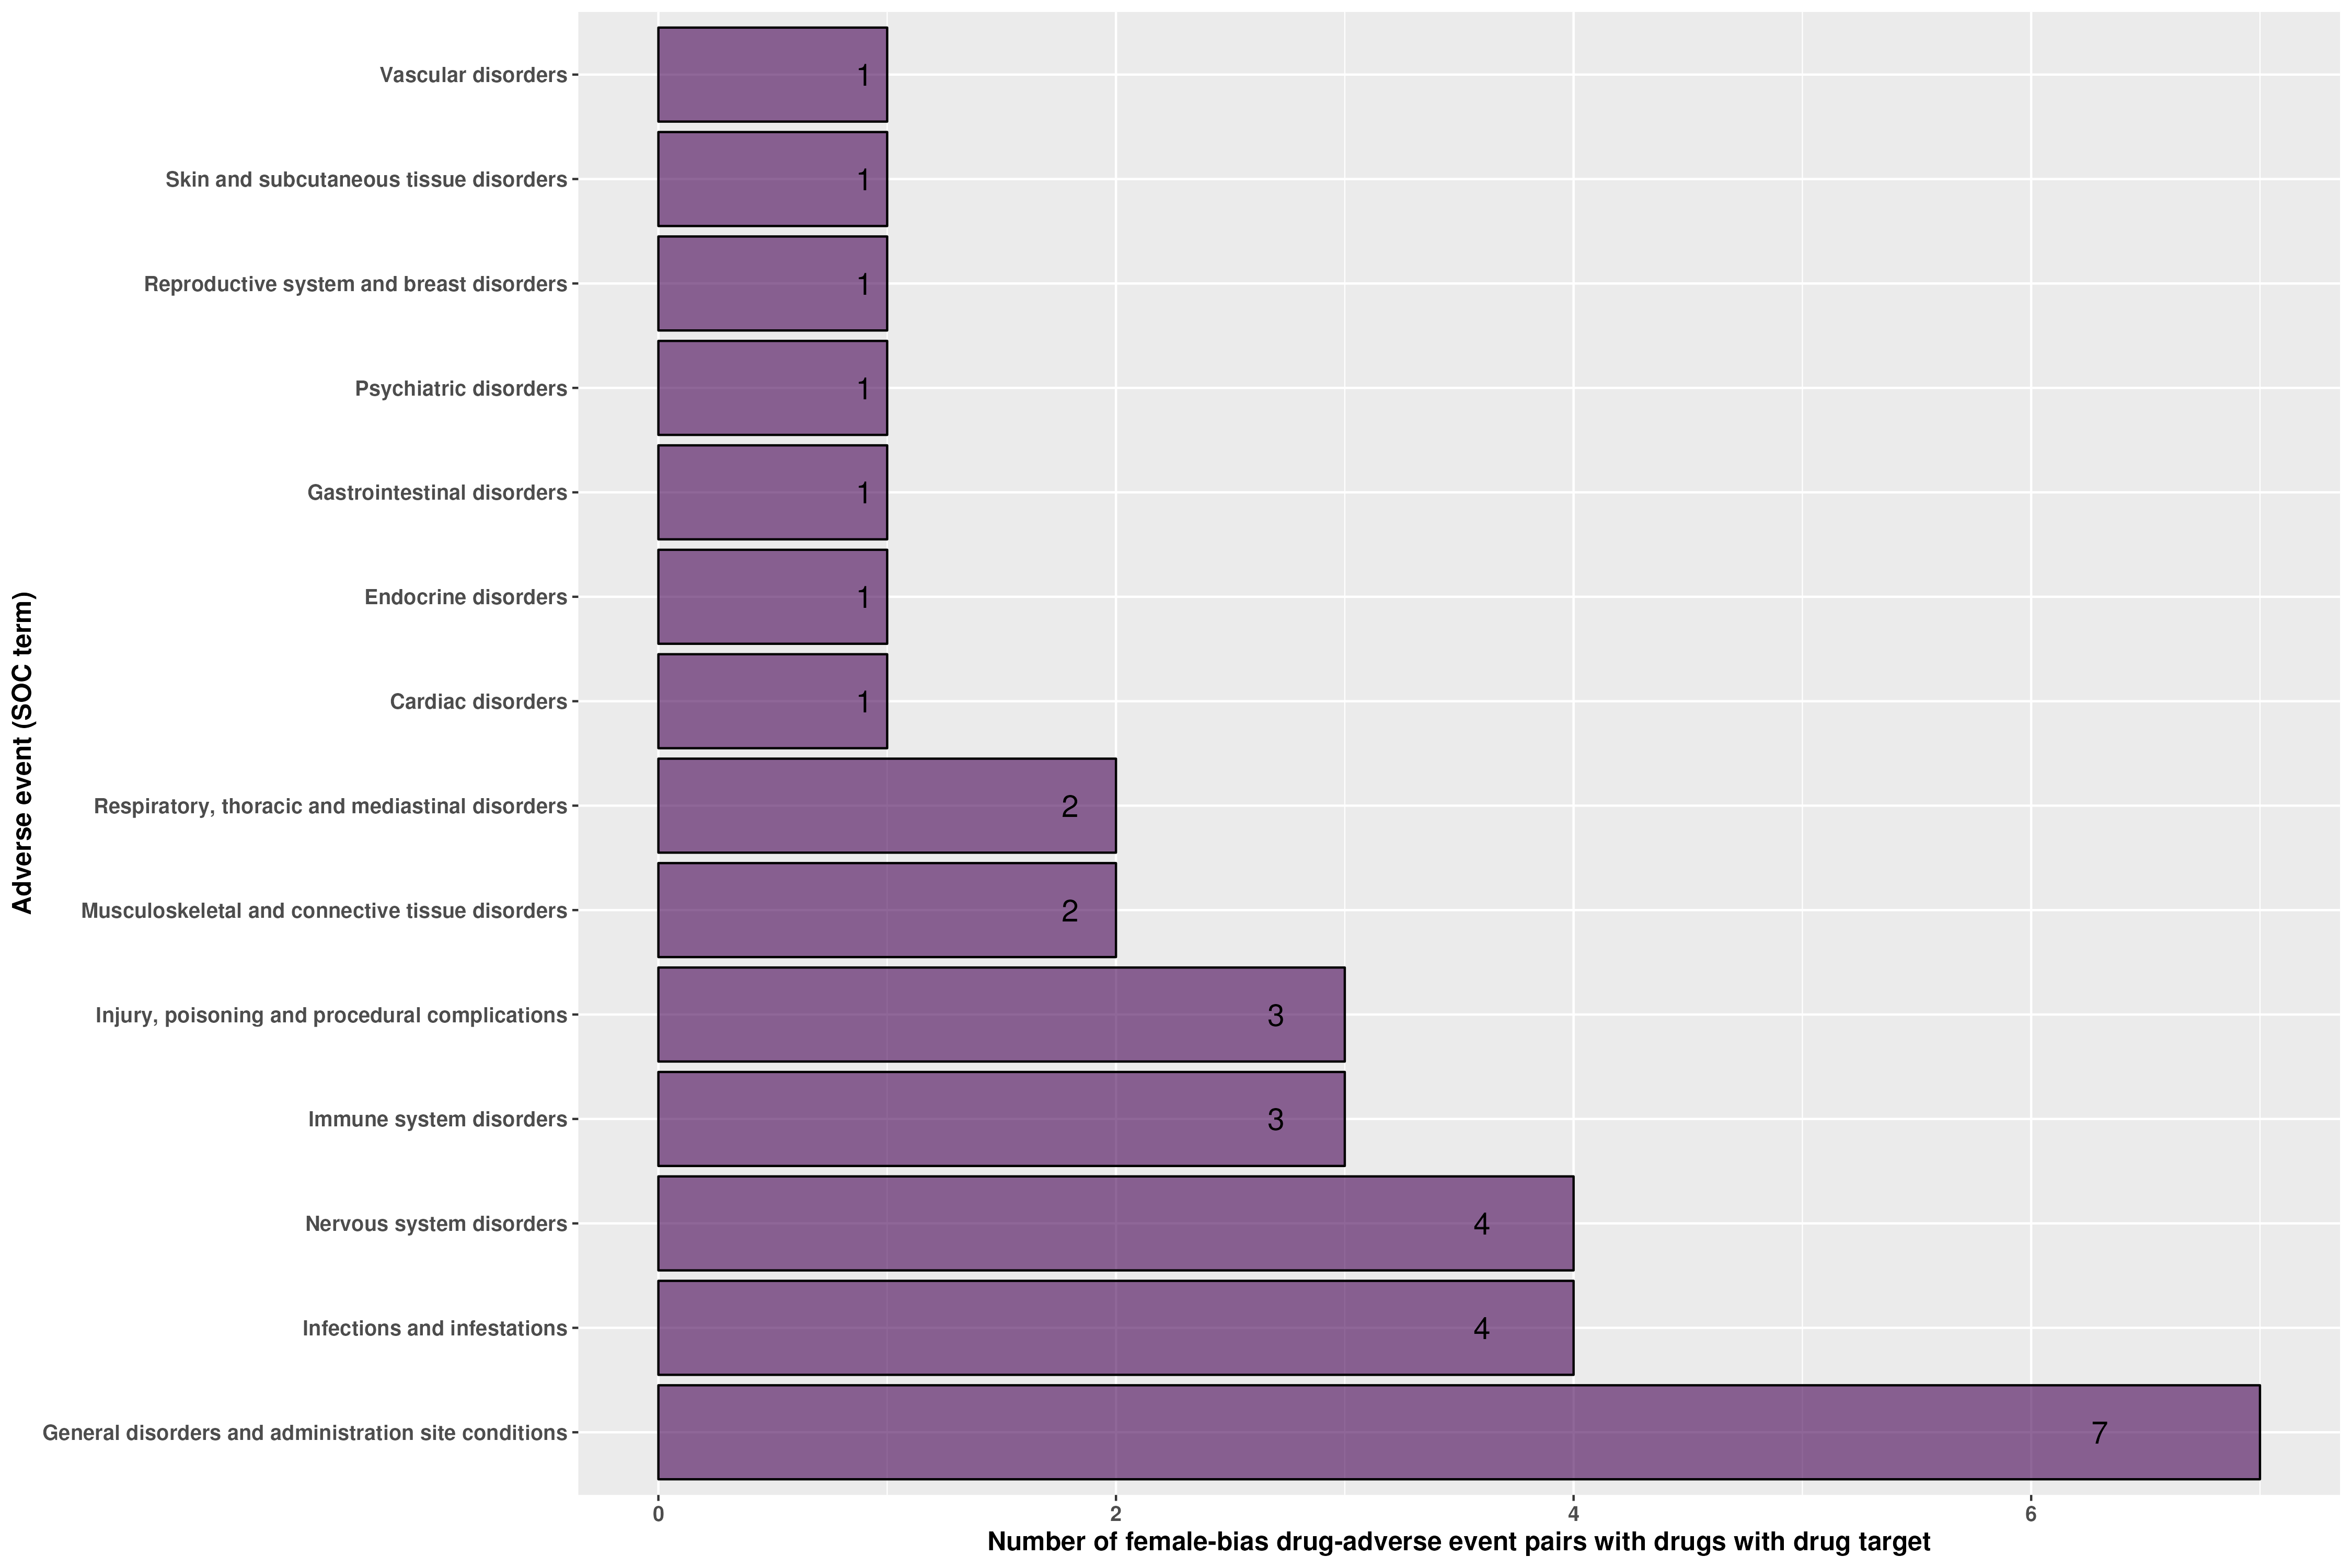 Adverse event (SOC term)
Vascular disorders 1
Skin and subcutaneous tissue disorders 1
Reproductive system and breast disorders 1
Psychiatric disorders 1
Gastrointestinal disorders 1
Endocrine disorders 1
Cardiac disorders 1
Respiratory, thoracic and mediastinal disorders 2
Musculoskeletal and connective tissue disorders 2
Injury, poisoning and procedural complications 3
Immune system disorders 3
Nervous system disorders 4
Infections and infestations 4
General disorders and administration site conditions 7
0 2 4 6
Number of female-bias drug-adverse event pairs with drugs with drug target